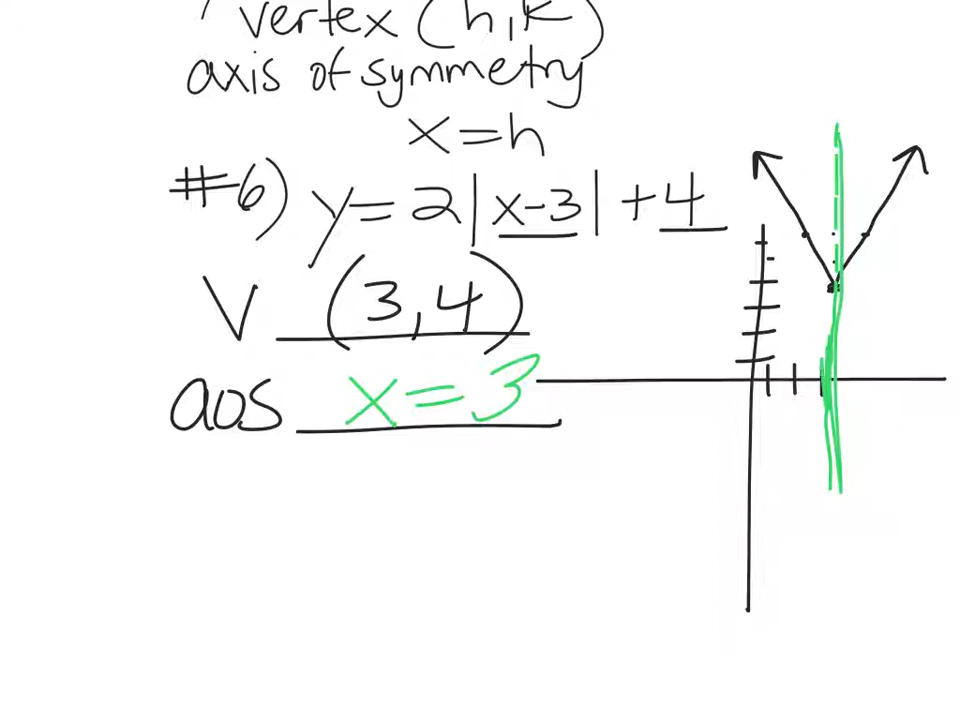 vertex (h,k)
axis of symmetry
x=h
#6) y=2|x-3|+4
V (3,4)
aos x=3